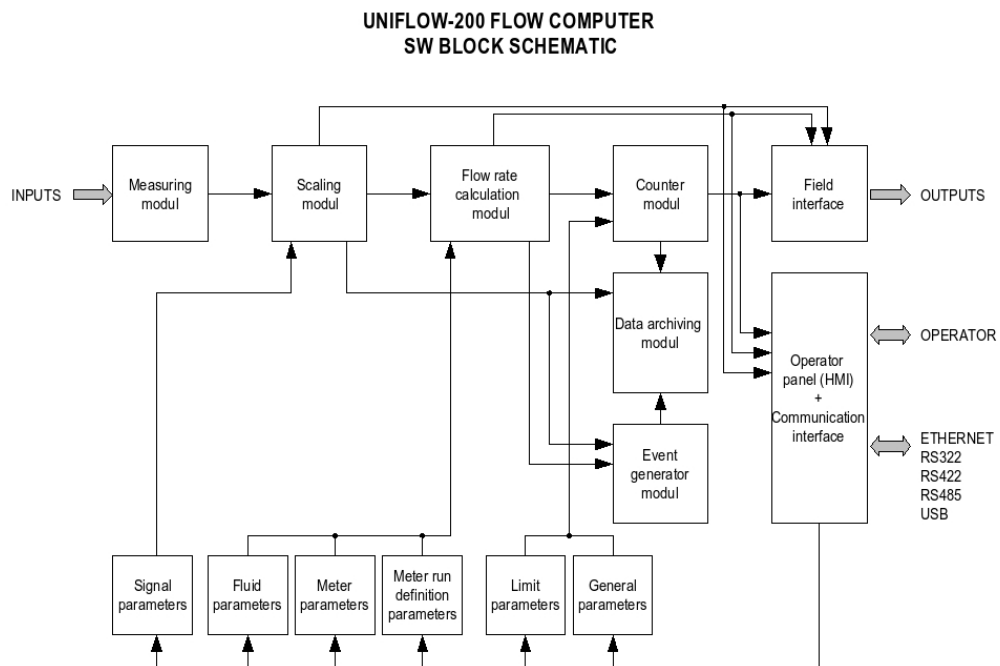 UNIFLOW-200 FLOW COMPUTER
SW BLOCK SCHEMATIC
INPUTS
Measuring
modul
Scaling
modul
Flow rate
calculation
modul
Counter
modul
Field
interface
OUTPUTS
Data archiving
modul
Operator
panel (HMI)
+
Communication
interface
OPERATOR
ETHERNET
RS322
RS422
RS485
USB
Event
generator
modul
Signal
parameters
Fluid
parameters
Meter
parameters
Meter run
definition
parameters
Limit
parameters
General
parameters